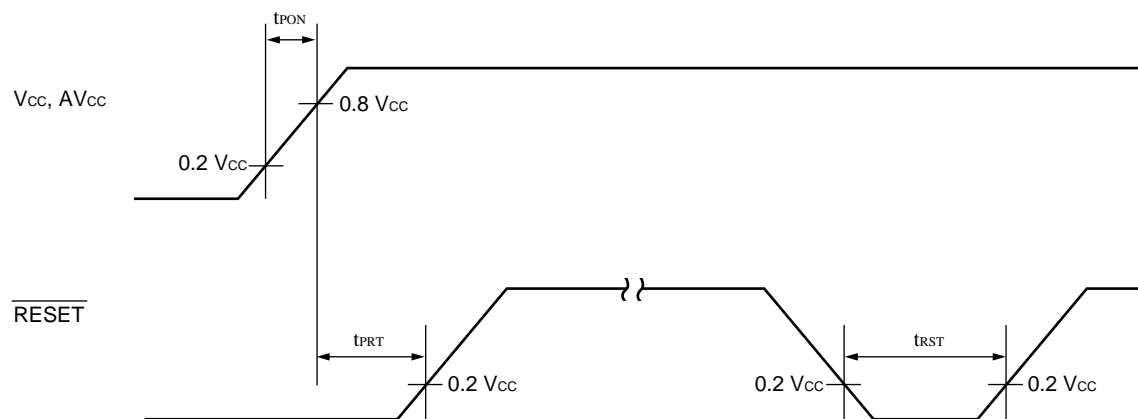 tPON
VCC, AVCC
0.8 VCC
0.2 VCC
RESET
tPRT
tRST
0.2 VCC
0.2 VCC
0.2 VCC